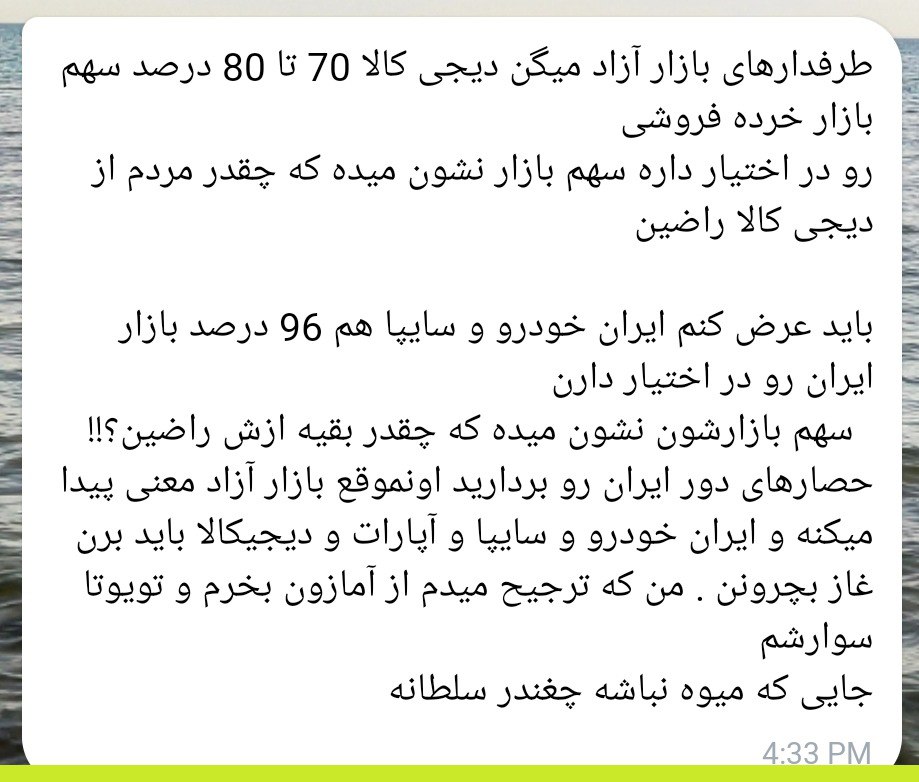 طرفدارهای بازار آزاد میگن دیجی کالا 70 تا 80 درصد سهم
بازار خرده فروشی
رو در اختیار داره سهم بازار نشون میده که چقدر مردم از
دیجی کالا راضین
باید عرض کنم ایران خودرو و سایپا هم 96 درصد بازار
ایران رو در اختیار دارن
سهم بازارشون نشون میده که چقدر بقیه ازش راضین؟!!
حصارهای دور ایران رو بردارید اونموقع بازار آزاد معنی پیدا
میکنه و ایران خودرو و سایپا و آپارات و دیجیکالا باید برن
غاز بچرونن . من که ترجیح میدم از آمازون بخرم و تویوتا
سوارشم
جایی که میوه نباشه چغندر سلطانه
4:33 PM